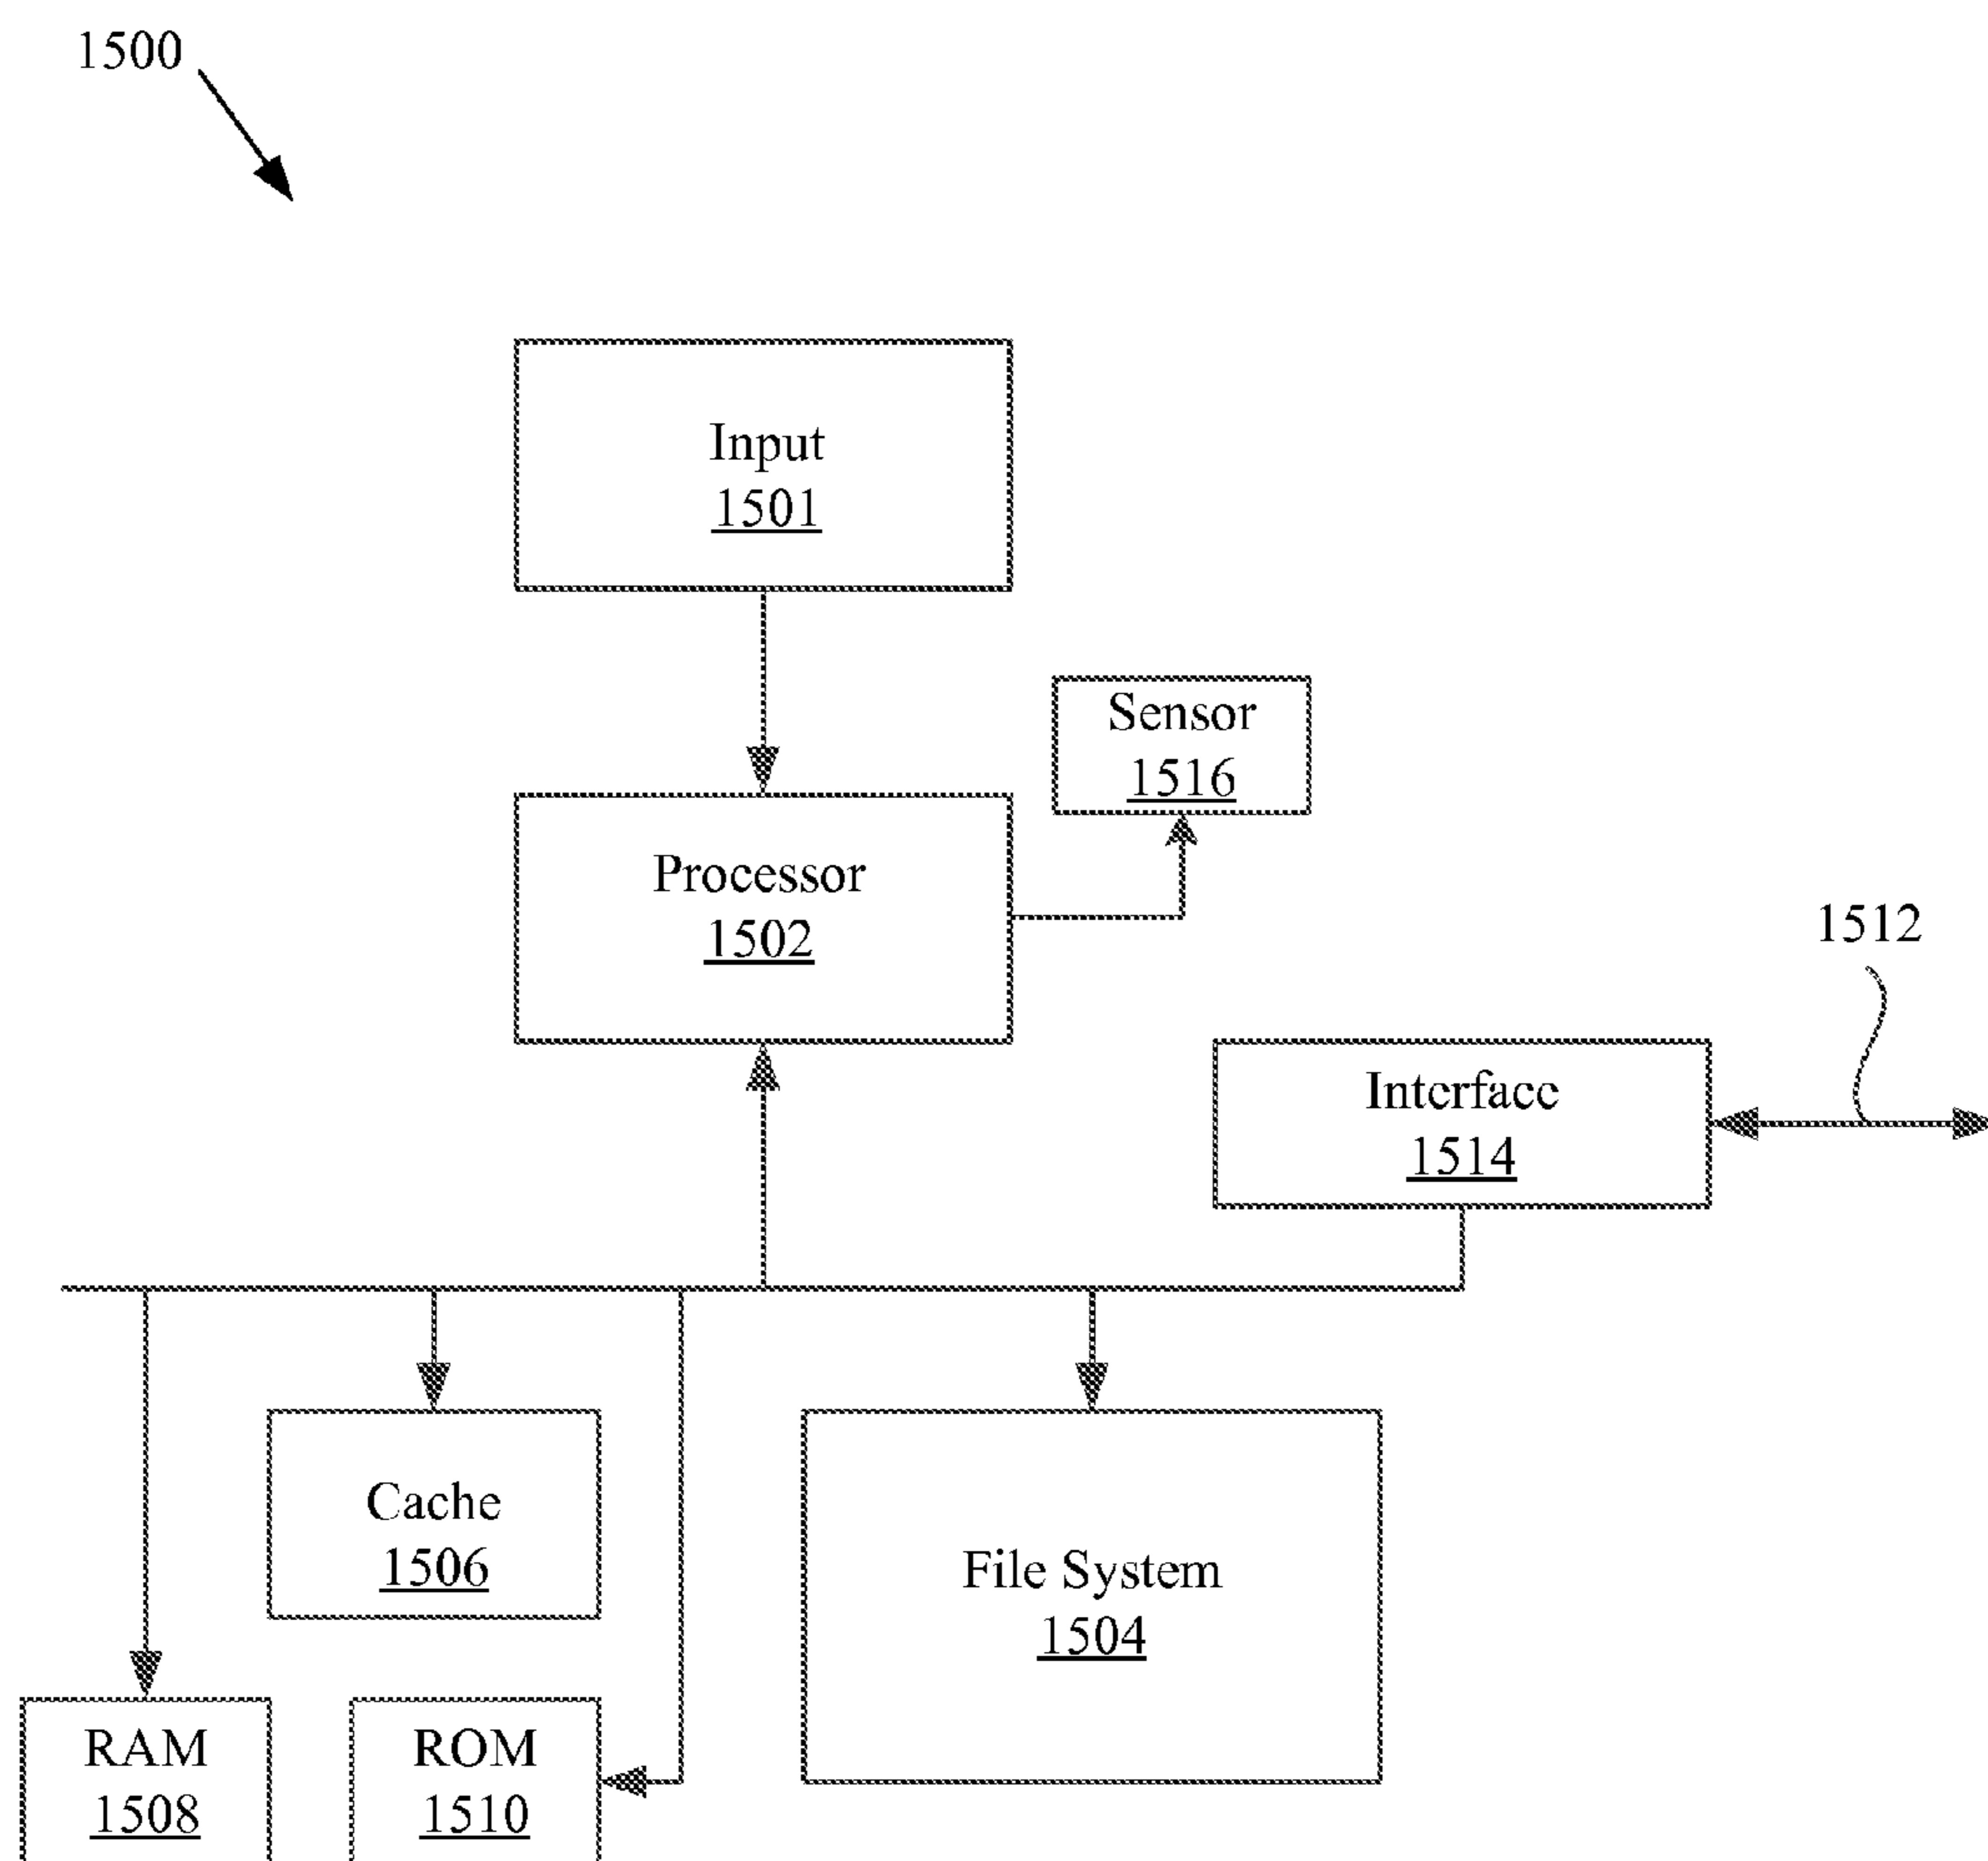 1500
Input
1501
Sensor
1516
Processor
1502
1512
Interface
1514
Cache
1506
File System
1504
RAM
1508
ROM
1510